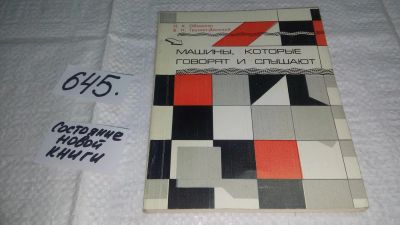 645.
состояние
новой
книги
МАШИНЫ, КОТОРЫЕ
ГОВОРЯТ И СЛУШАЮТ